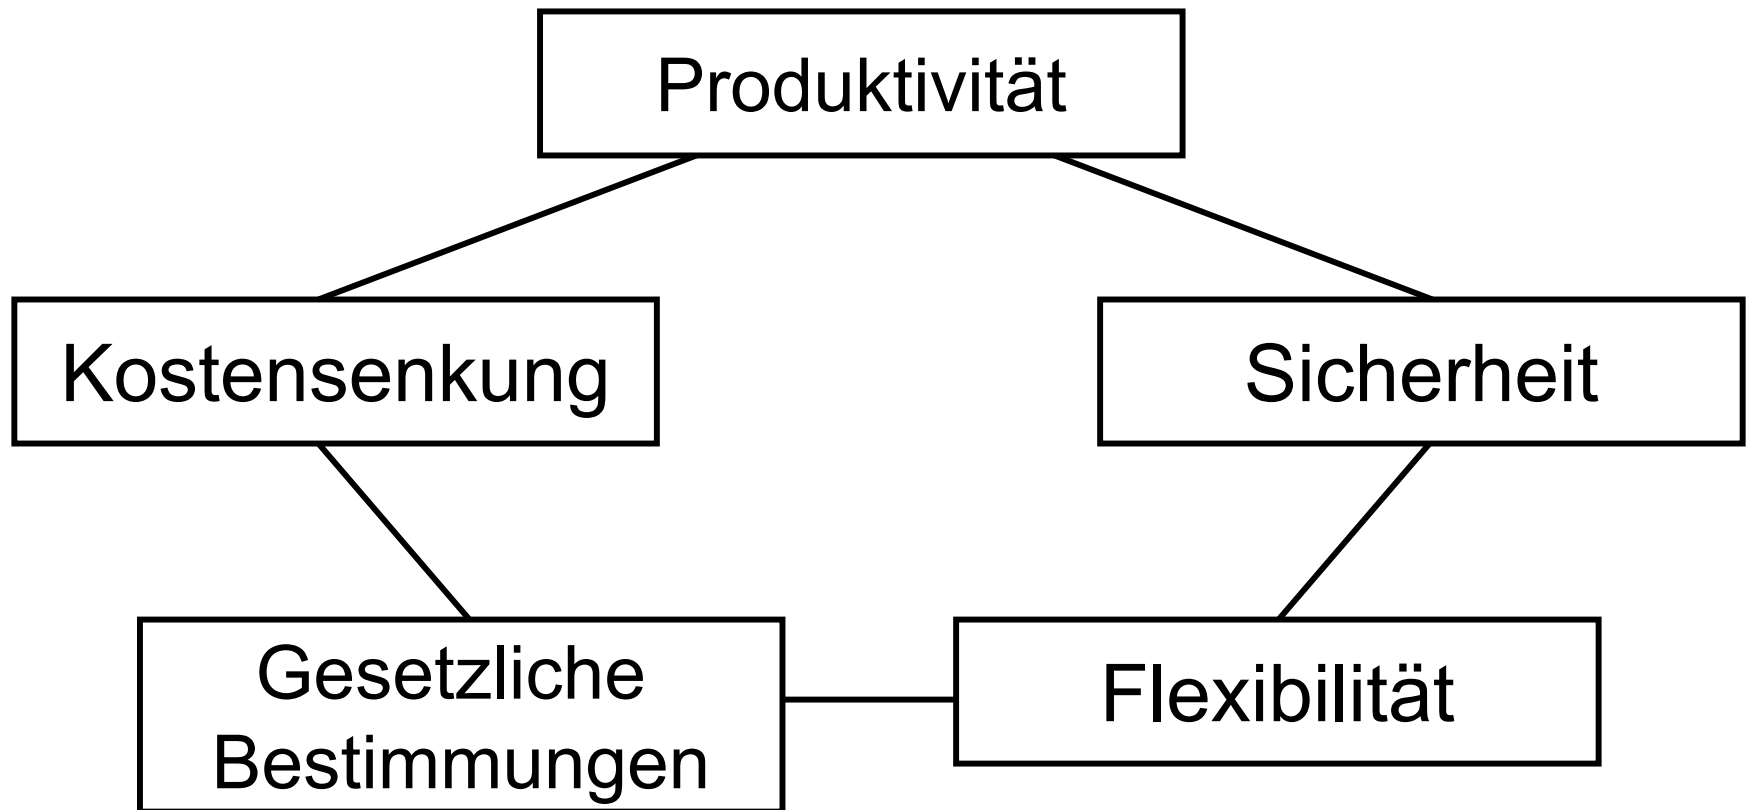 Produktivität
Kostensenkung
Sicherheit
Gesetzliche
Bestimmungen
Flexibilität